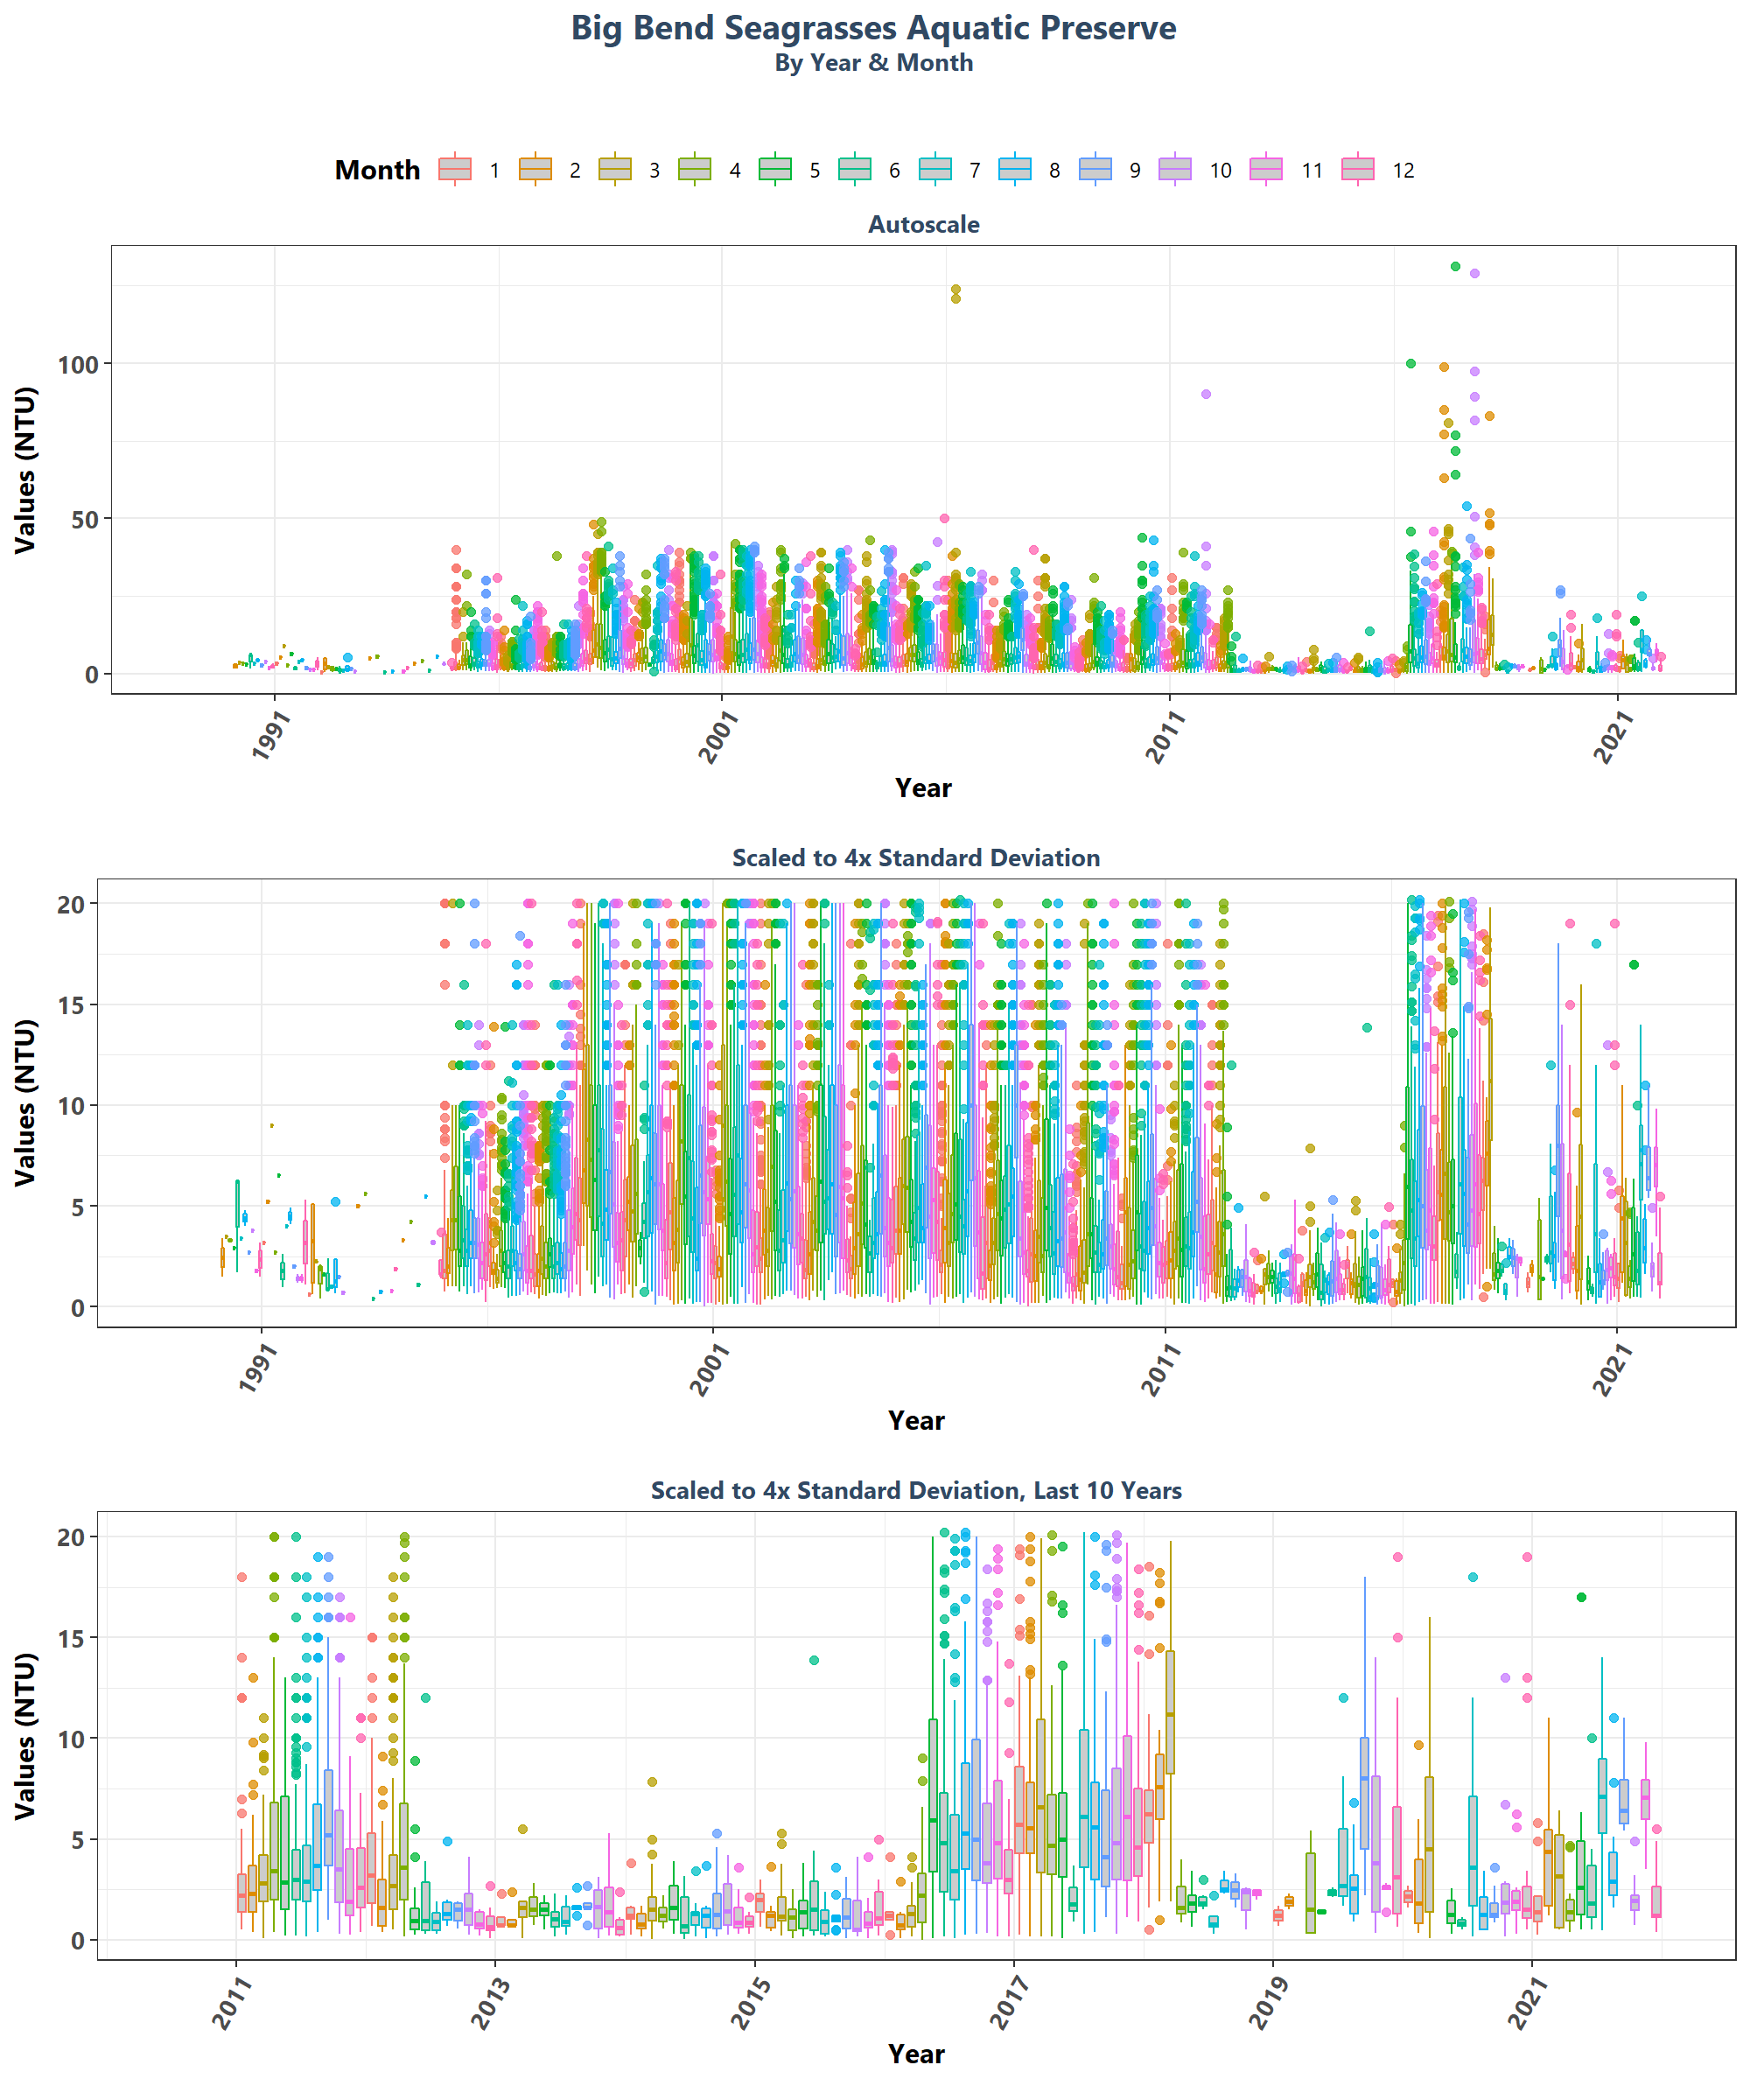 Big Bend Seagrasses Aquatic Preserve
By Year & Month
Month 1 2 3 4 5 6 7 8 9 10 11 12
Autoscale
Values (NTU)
100
50
0
1991 2001 2011 2021
Year
Scaled to 4x Standard Deviation
Values (NTU)
20
15
10
5
0
1991 2001 2011 2021
Year
Scaled to 4x Standard Deviation, Last 10 Years
Values (NTU)
20
15
10
5
0
2011 2013 2015 2017 2019 2021
Year